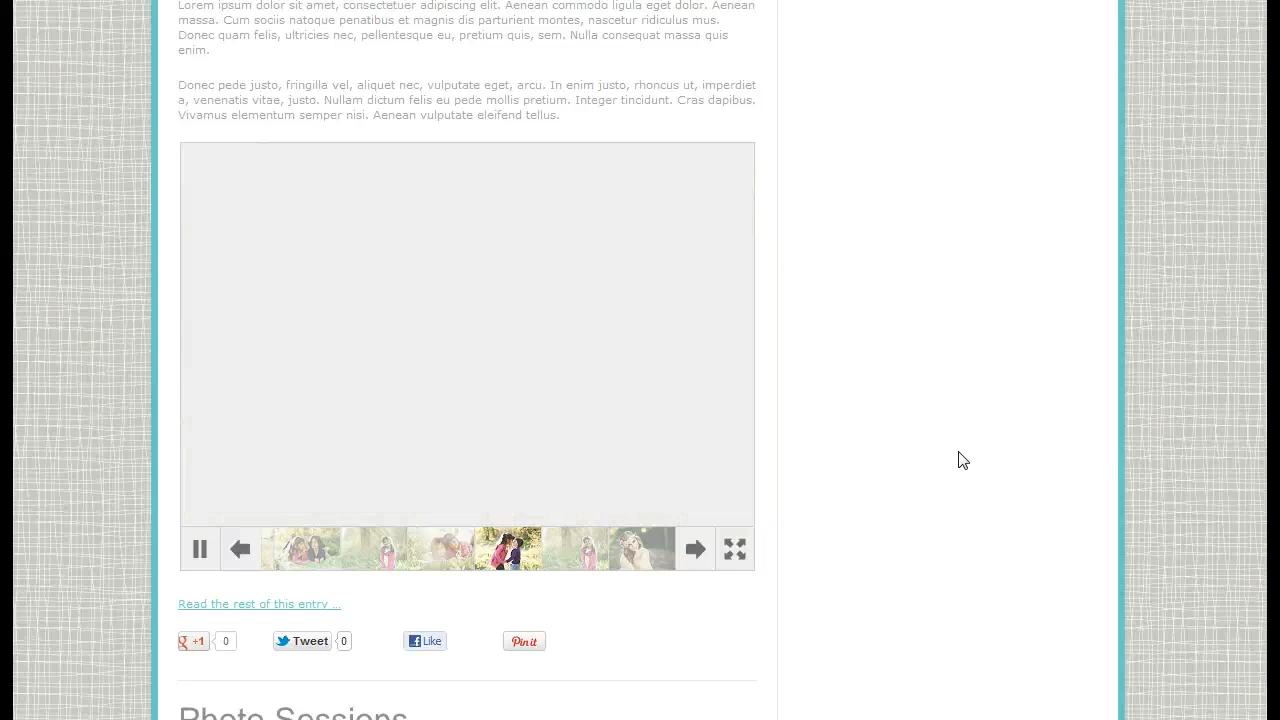 Lorem ipsum dolor sit amet, consectetuer adipiscing elit. Aenean commodo ligula eget dolor. Aenean
massa. Cum sociis natoque penatibus et magnis dis parturient montes, nascetur ridiculus mus.
Donec quam felis, ultricies nec, pellentesque eu, pretium quis, sem. Nulla consequat massa quis
enim.
Donec pede justo, fringilla vel, aliquet nec, vulputate eget, arcu. In enim justo, rhoncus ut, imperdiet
a, venenatis vitae, justo. Nullam dictum felis eu pede mollis pretium. Integer tincidunt. Cras dapibus.
Vivamus elementum semper nisi. Aenean vulputate eleifend tellus.
Read the rest of this entry ...
g +1 0 Tweet 0 f Like Pin it
Photo Sessions